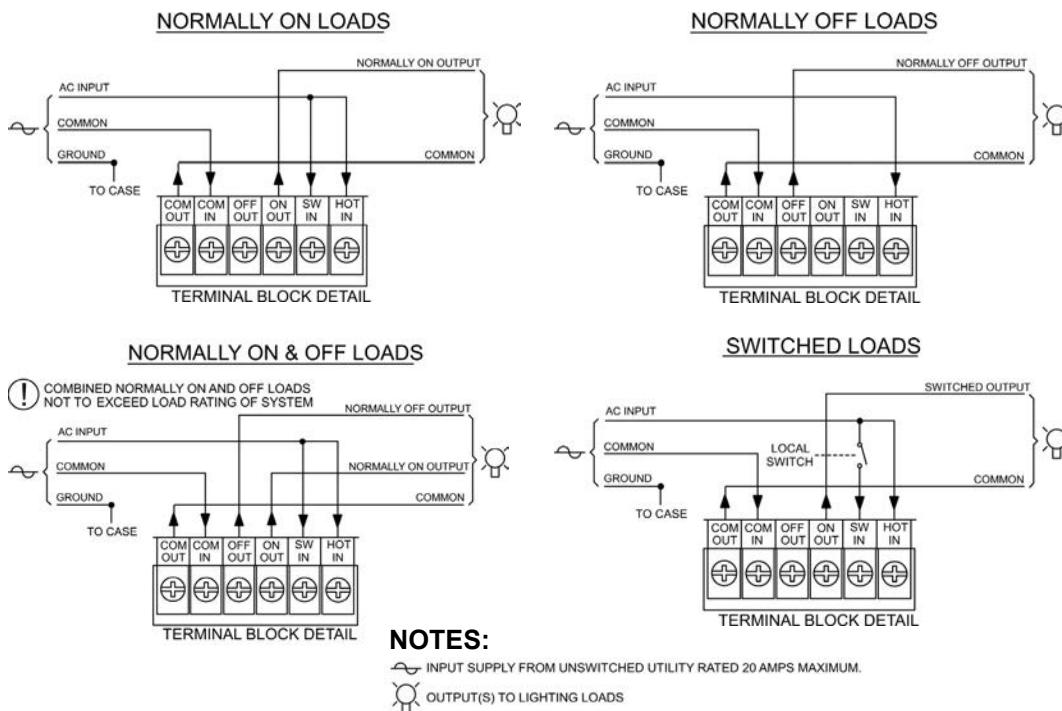 NORMALLY ON LOADS
NORMALLY ON OUTPUT
AC INPUT
COMMON
GROUND
COMMON
TO CASE
COM OUT
COM IN
OFF OUT
ON OUT
SW IN
HOT IN
TERMINAL BLOCK DETAIL
NORMALLY OFF LOADS
NORMALLY OFF OUTPUT
AC INPUT
COMMON
GROUND
COMMON
TO CASE
COM OUT
COM IN
OFF OUT
ON OUT
SW IN
HOT IN
TERMINAL BLOCK DETAIL
NORMALLY ON & OFF LOADS
! COMBINED NORMALLY ON AND OFF LOADS
NOT TO EXCEED LOAD RATING OF SYSTEM
NORMALLY OFF OUTPUT
AC INPUT
COMMON
NORMALLY ON OUTPUT
GROUND
COMMON
TO CASE
COM OUT
COM IN
OFF OUT
ON OUT
SW IN
HOT IN
TERMINAL BLOCK DETAIL
SWITCHED LOADS
SWITCHED OUTPUT
AC INPUT
LOCAL
SWITCH
COMMON
GROUND
COMMON
TO CASE
COM OUT
COM IN
OFF OUT
ON OUT
SW IN
HOT IN
TERMINAL BLOCK DETAIL
NOTES:
INPUT SUPPLY FROM UNSWITCHED UTILITY RATED 20 AMPS MAXIMUM.
OUTPUT(S) TO LIGHTING LOADS